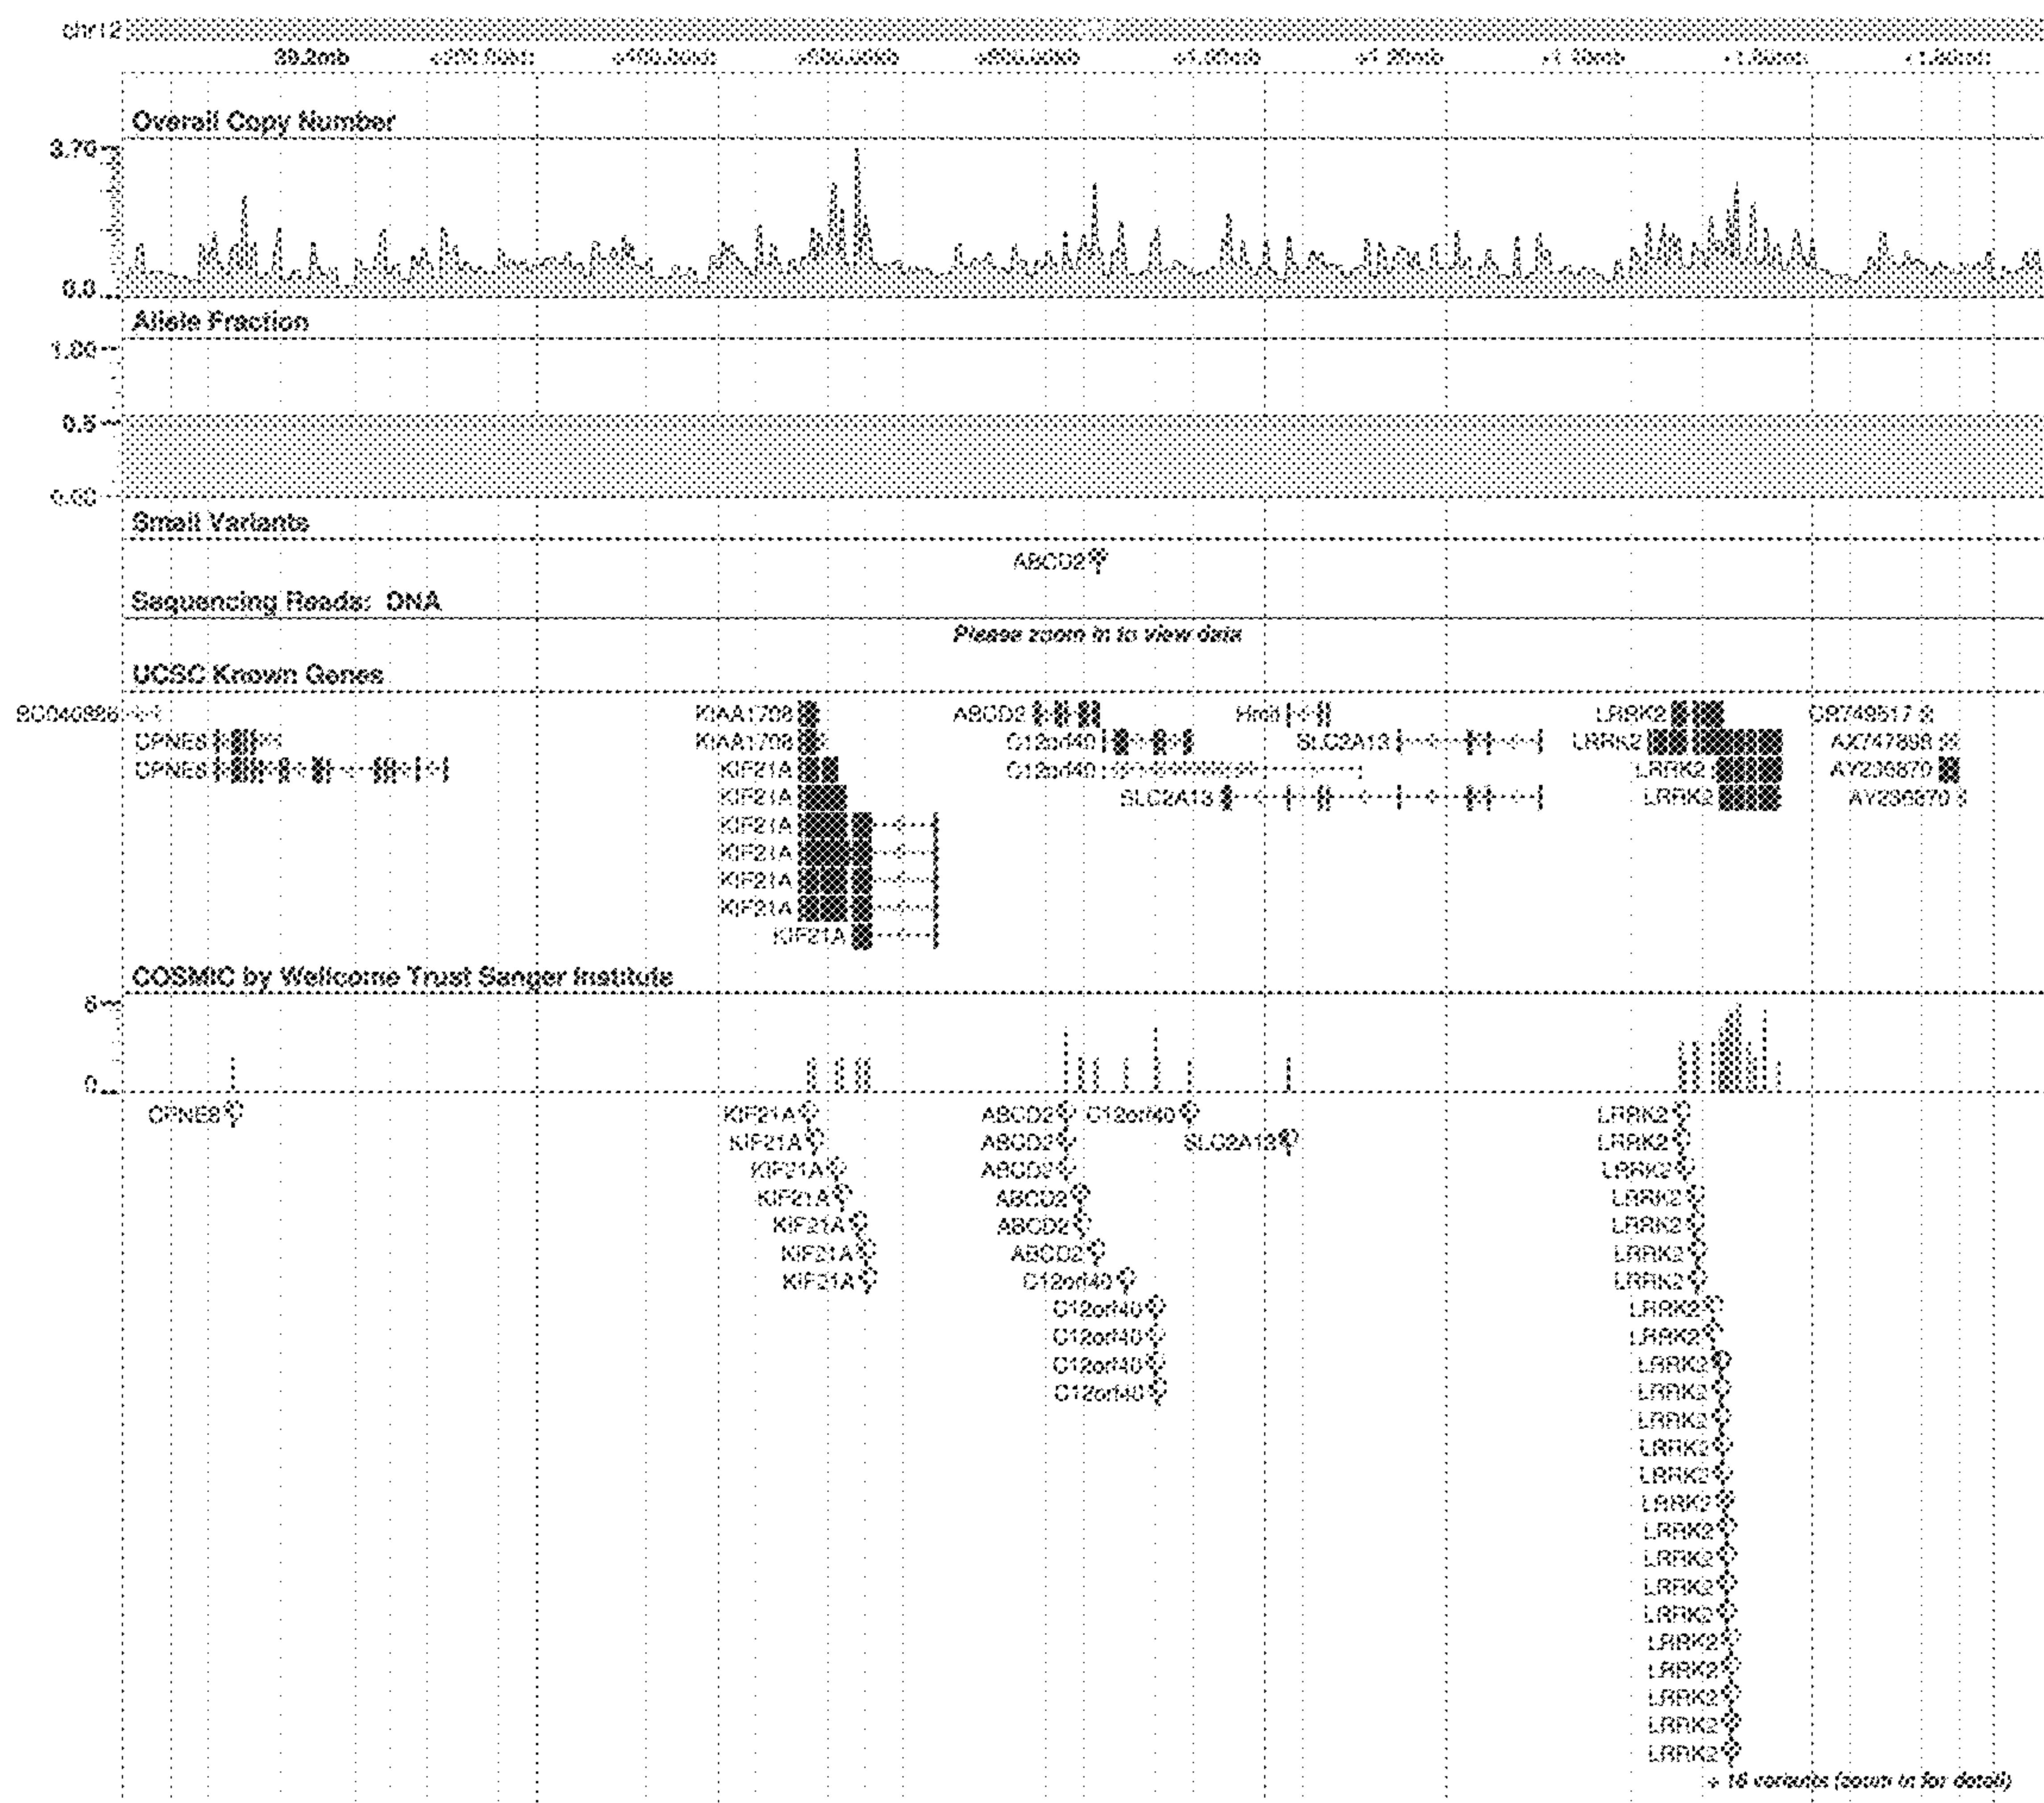 chr12
39.2mb
Overall Copy Number
3.70
0.0
Allele Fraction
1.00
0.5
0.00
Small Variants
ABCD2
Sequencing Reads: DNA
Please zoom in to view data
UCSC Known Genes
KIAA1708 ABCD2 LRRK2
CPNE8 KIAA1708 C12orf40 SLC2A13 LRRK2 AX747898
CPNE8 KIF21A C12orf40 LRRK2 AY236870
KIF21A SLC2A13 LRRK2 AY236870
KIF21A
KIF21A
KIF21A
KIF21A
KIF21A
COSMIC by Wellcome Trust Sanger Institute
0
CPNE8 KIF21A ABCD2 C12orf40 LRRK2
KIF21A ABCD2 SLC2A13 LRRK2
KIF21A ABCD2 LRRK2
KIF21A ABCD2 LRRK2
KIF21A ABCD2 LRRK2
KIF21A ABCD2 LRRK2
KIF21A C12orf40 LRRK2
C12orf40 LRRK2
C12orf40 LRRK2
C12orf40 LRRK2
C12orf40 LRRK2
LRRK2
LRRK2
LRRK2
LRRK2
LRRK2
LRRK2
LRRK2
LRRK2
LRRK2
LRRK2
LRRK2
LRRK2
LRRK2
+ 16 variants (zoom in for detail)